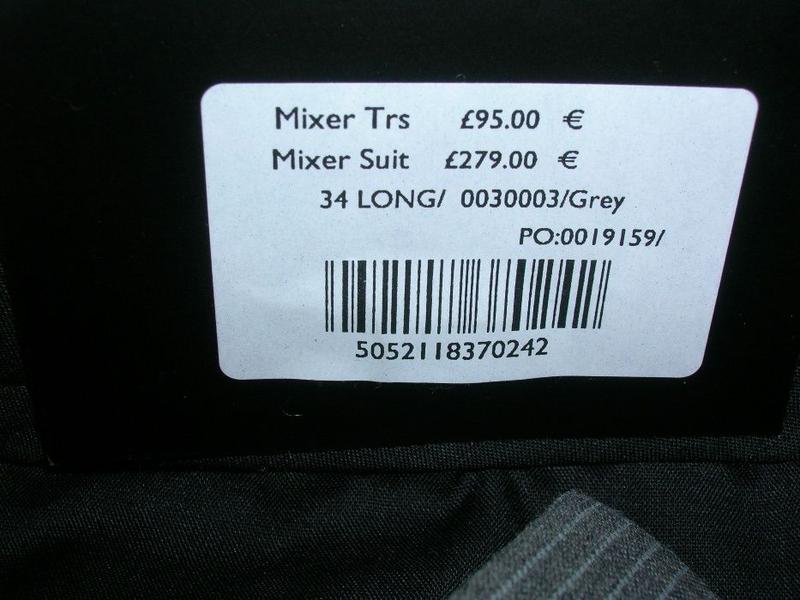 Mixer Trs £95.00 €
Mixer Suit £279.00 €
34 LONG/ 0030003/Grey
PO:0019159/
5052118370242